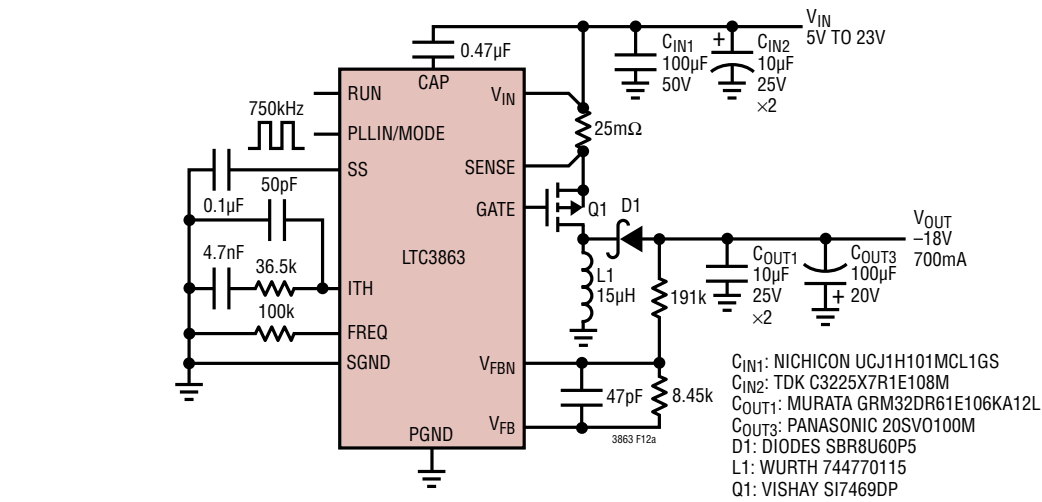 VIN
5V TO 23V
CIN1
100µF
50V
+
CIN2
10µF
25V
×2
0.47µF
CAP
RUN
VIN
750kHz
25mΩ
PLLIN/MODE
SS
SENSE
0.1µF
50pF
GATE
Q1
D1
VOUT
–18V
700mA
LTC3863
4.7nF
36.5k
ITH
L1
15µH
191k
COUT1
10µF
25V
×2
COUT3
100µF
+ 20V
100k
FREQ
SGND
VFBN
47pF
8.45k
VFB
PGND
3863 F12a
CIN1: NICHICON UCJ1H101MCL1GS
CIN2: TDK C3225X7R1E108M
COUT1: MURATA GRM32DR61E106KA12L
COUT3: PANASONIC 20SVO100M
D1: DIODES SBR8U60P5
L1: WURTH 744770115
Q1: VISHAY SI7469DP